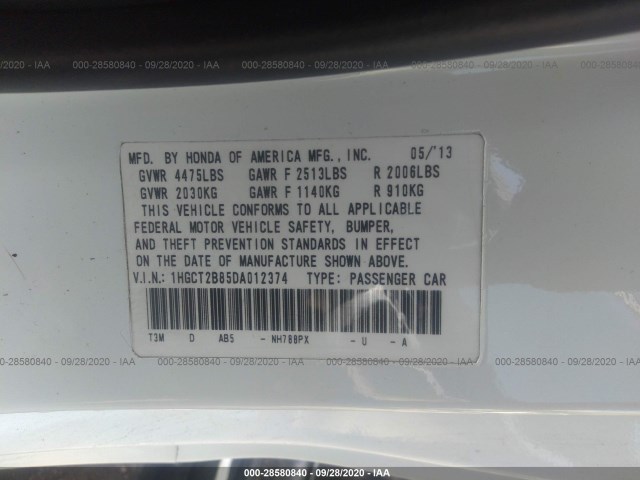 000-28580840 - 09/28/2020 - IAA
MFD. BY HONDA OF AMERICA MFG., INC. 05/'13
GVWR 4475LBS GAWR F 2513LBS R 2006LBS
GVWR 2030KG GAWR F 1140KG R 910KG
THIS VEHICLE CONFORMS TO ALL APPLICABLE
FEDERAL MOTOR VEHICLE SAFETY, BUMPER,
AND THEFT PREVENTION STANDARDS IN EFFECT
ON THE DATE OF MANUFACTURE SHOWN ABOVE.
V.I.N.: 1HGCT2B85DA012374 TYPE: PASSENGER CAR
T3M D AB5 - NH788PX - U - A
000-28580840 - 09/28/2020 - IAA
000-28580840 - 09/28/2020 - IAA